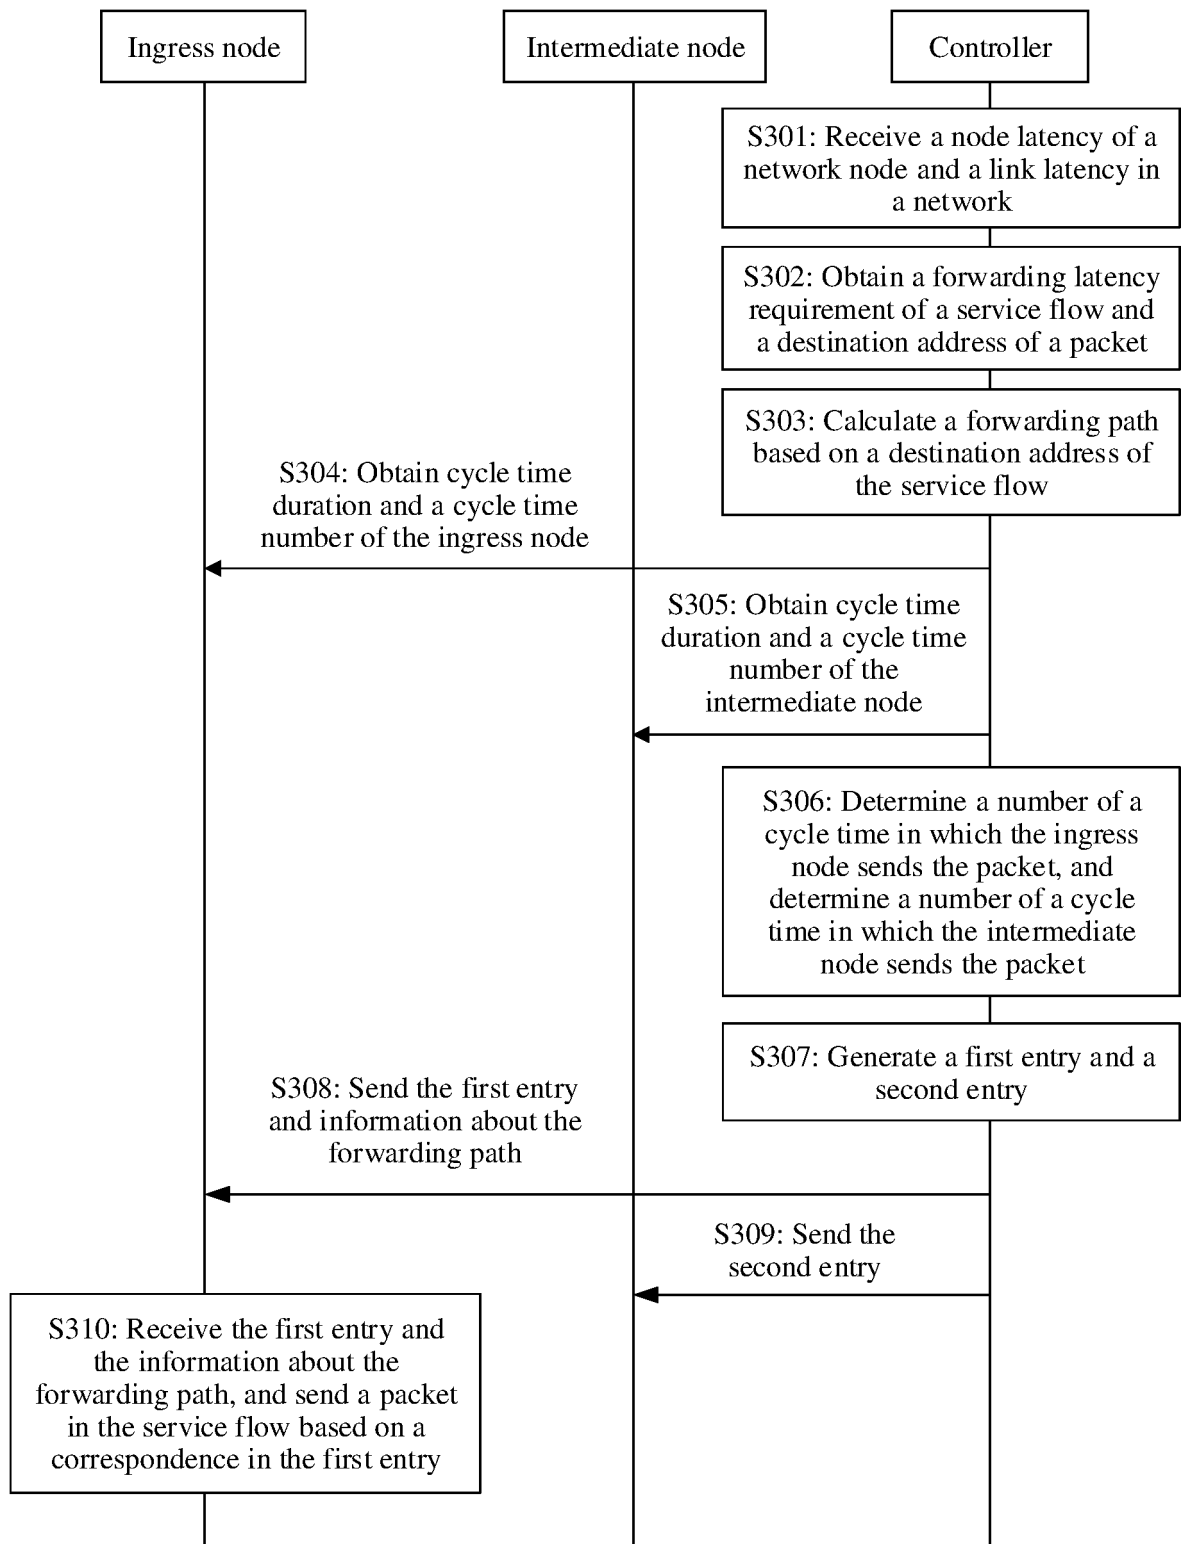 Ingress node
Intermediate node
Controller
S301: Receive a node latency of a
network node and a link latency in
a network
S302: Obtain a forwarding latency
requirement of a service flow and
a destination address of a packet
S303: Calculate a forwarding path
based on a destination address of
the service flow
S304: Obtain cycle time
duration and a cycle time
number of the ingress node
S305: Obtain cycle time
duration and a cycle time
number of the
intermediate node
S306: Determine a number of a
cycle time in which the ingress
node sends the packet, and
determine a number of a cycle
time in which the intermediate
node sends the packet
S307: Generate a first entry and a
second entry
S308: Send the first entry
and information about the
forwarding path
S309: Send the
second entry
S310: Receive the first entry and
the information about the
forwarding path, and send a packet
in the service flow based on a
correspondence in the first entry